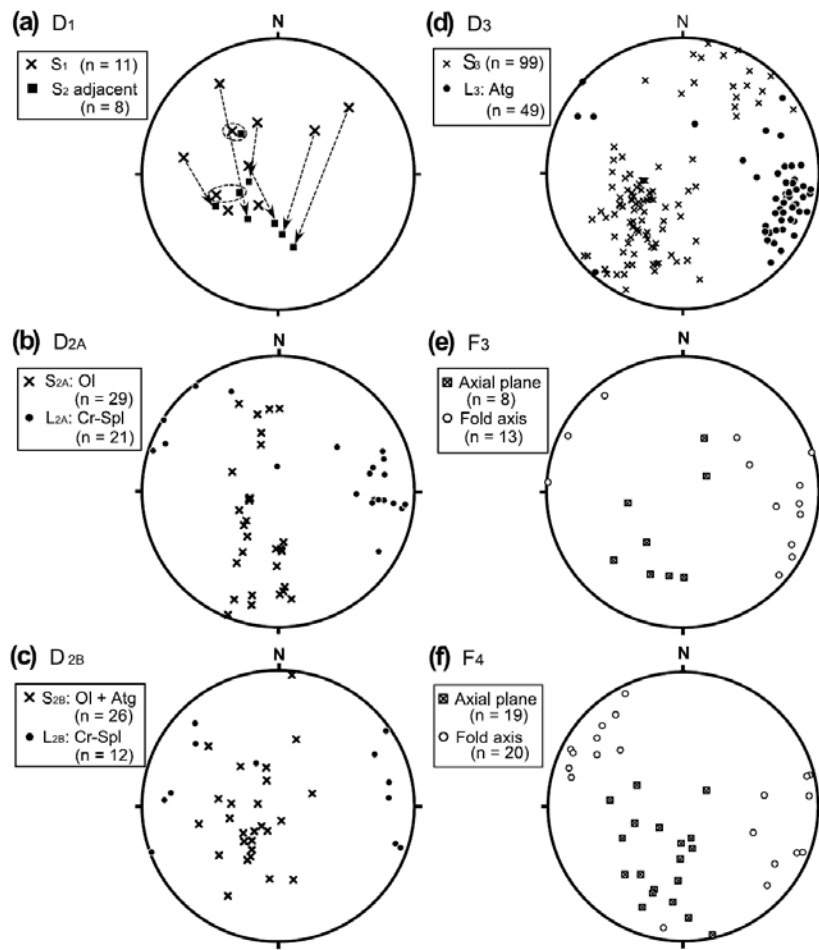 (a) D1
N
S1 (n = 11)
S2 adjacent
(n = 8)
(b) D2A
N
S2A: Ol
(n = 29)
L2A: Cr-Spl
(n = 21)
(c) D2B
N
S2B: Ol + Atg
(n = 26)
L2B: Cr-Spl
(n = 12)
(d) D3
N
S3 (n = 99)
L3: Atg
(n = 49)
(e) F3
N
Axial plane
(n = 8)
Fold axis
(n = 13)
(f) F4
N
Axial plane
(n = 19)
Fold axis
(n = 20)